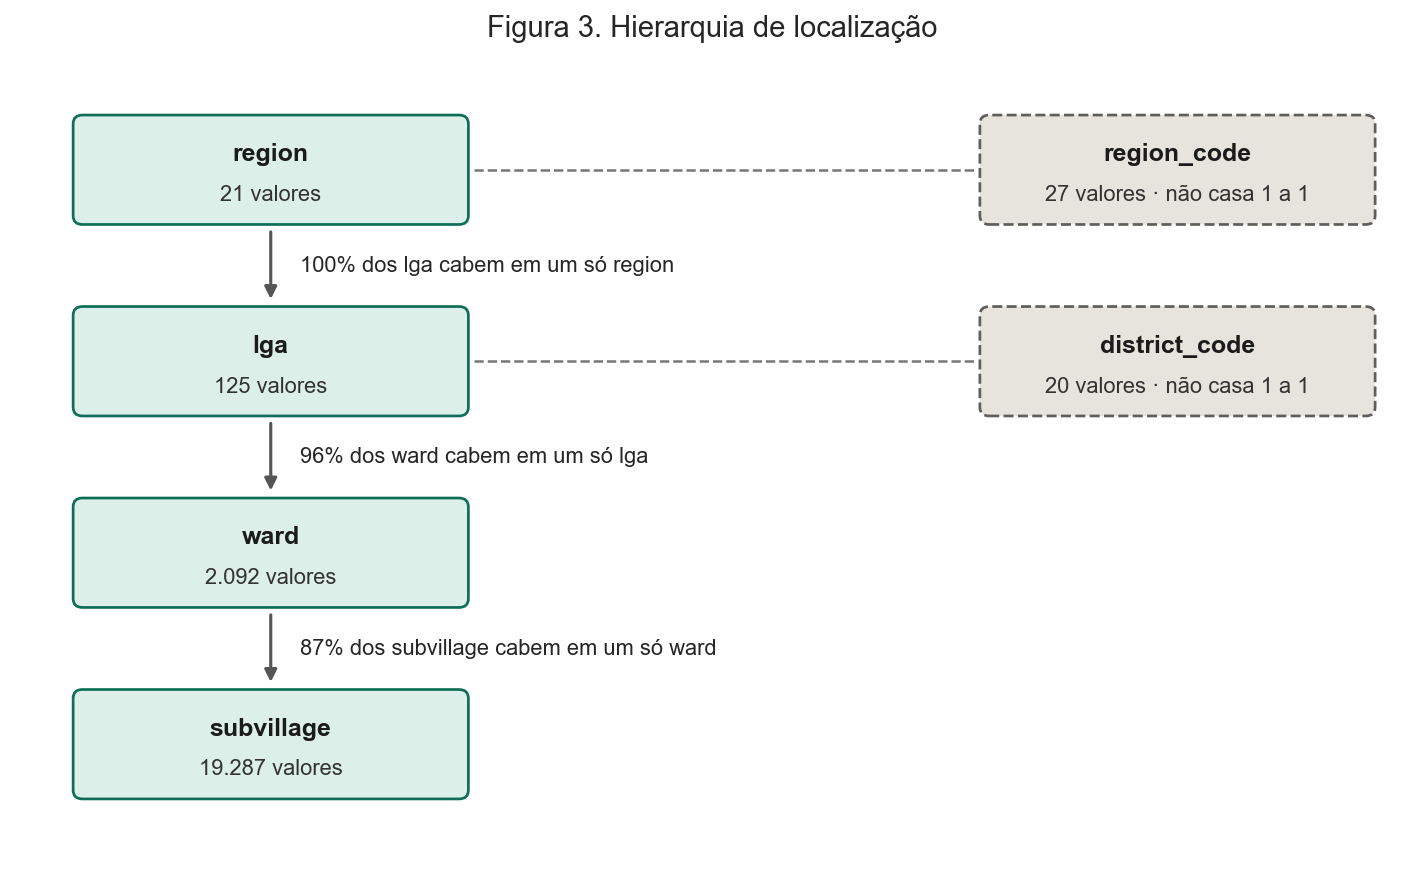 Figura 3. Hierarquia de localização
region
21 valores
region_code
27 valores · não casa 1 a 1
100% dos lga cabem em um só region
lga
125 valores
district_code
20 valores · não casa 1 a 1
96% dos ward cabem em um só lga
ward
2.092 valores
87% dos subvillage cabem em um só ward
subvillage
19.287 valores